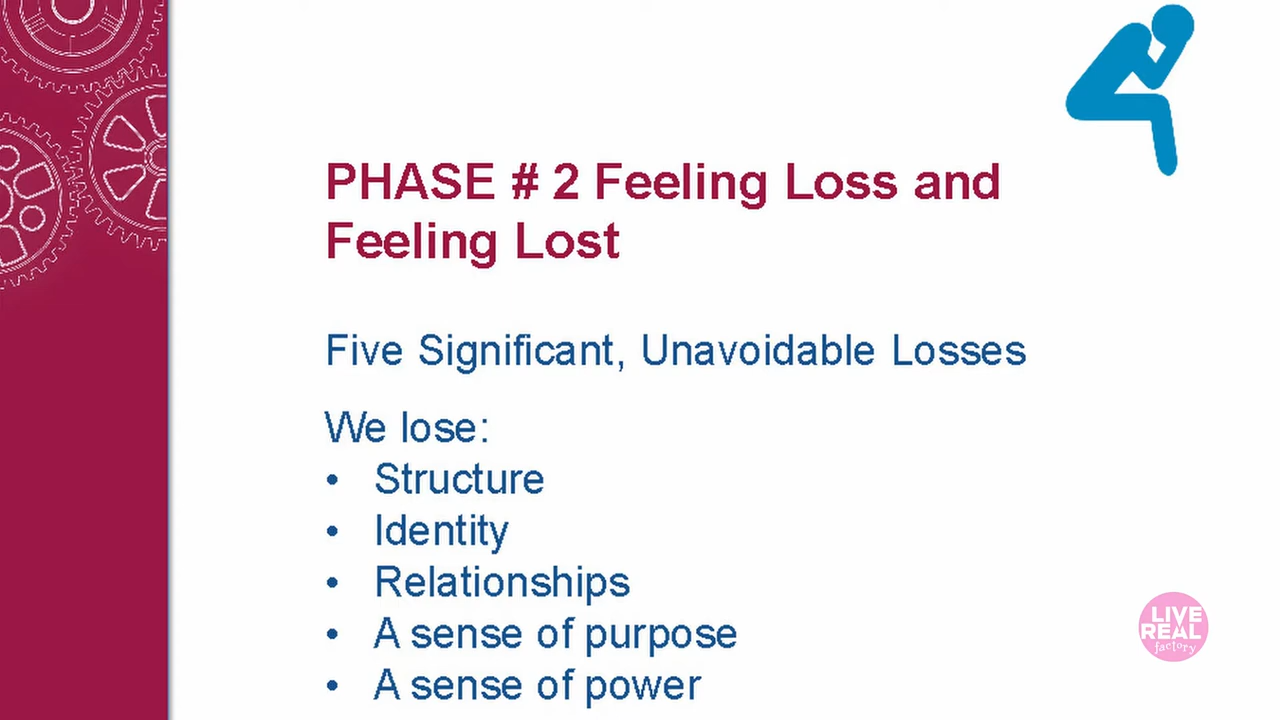 PHASE # 2 Feeling Loss and
Feeling Lost
Five Significant, Unavoidable Losses
We lose:
• Structure
• Identity
• Relationships
• A sense of purpose
• A sense of power
LIVE
REAL
factory